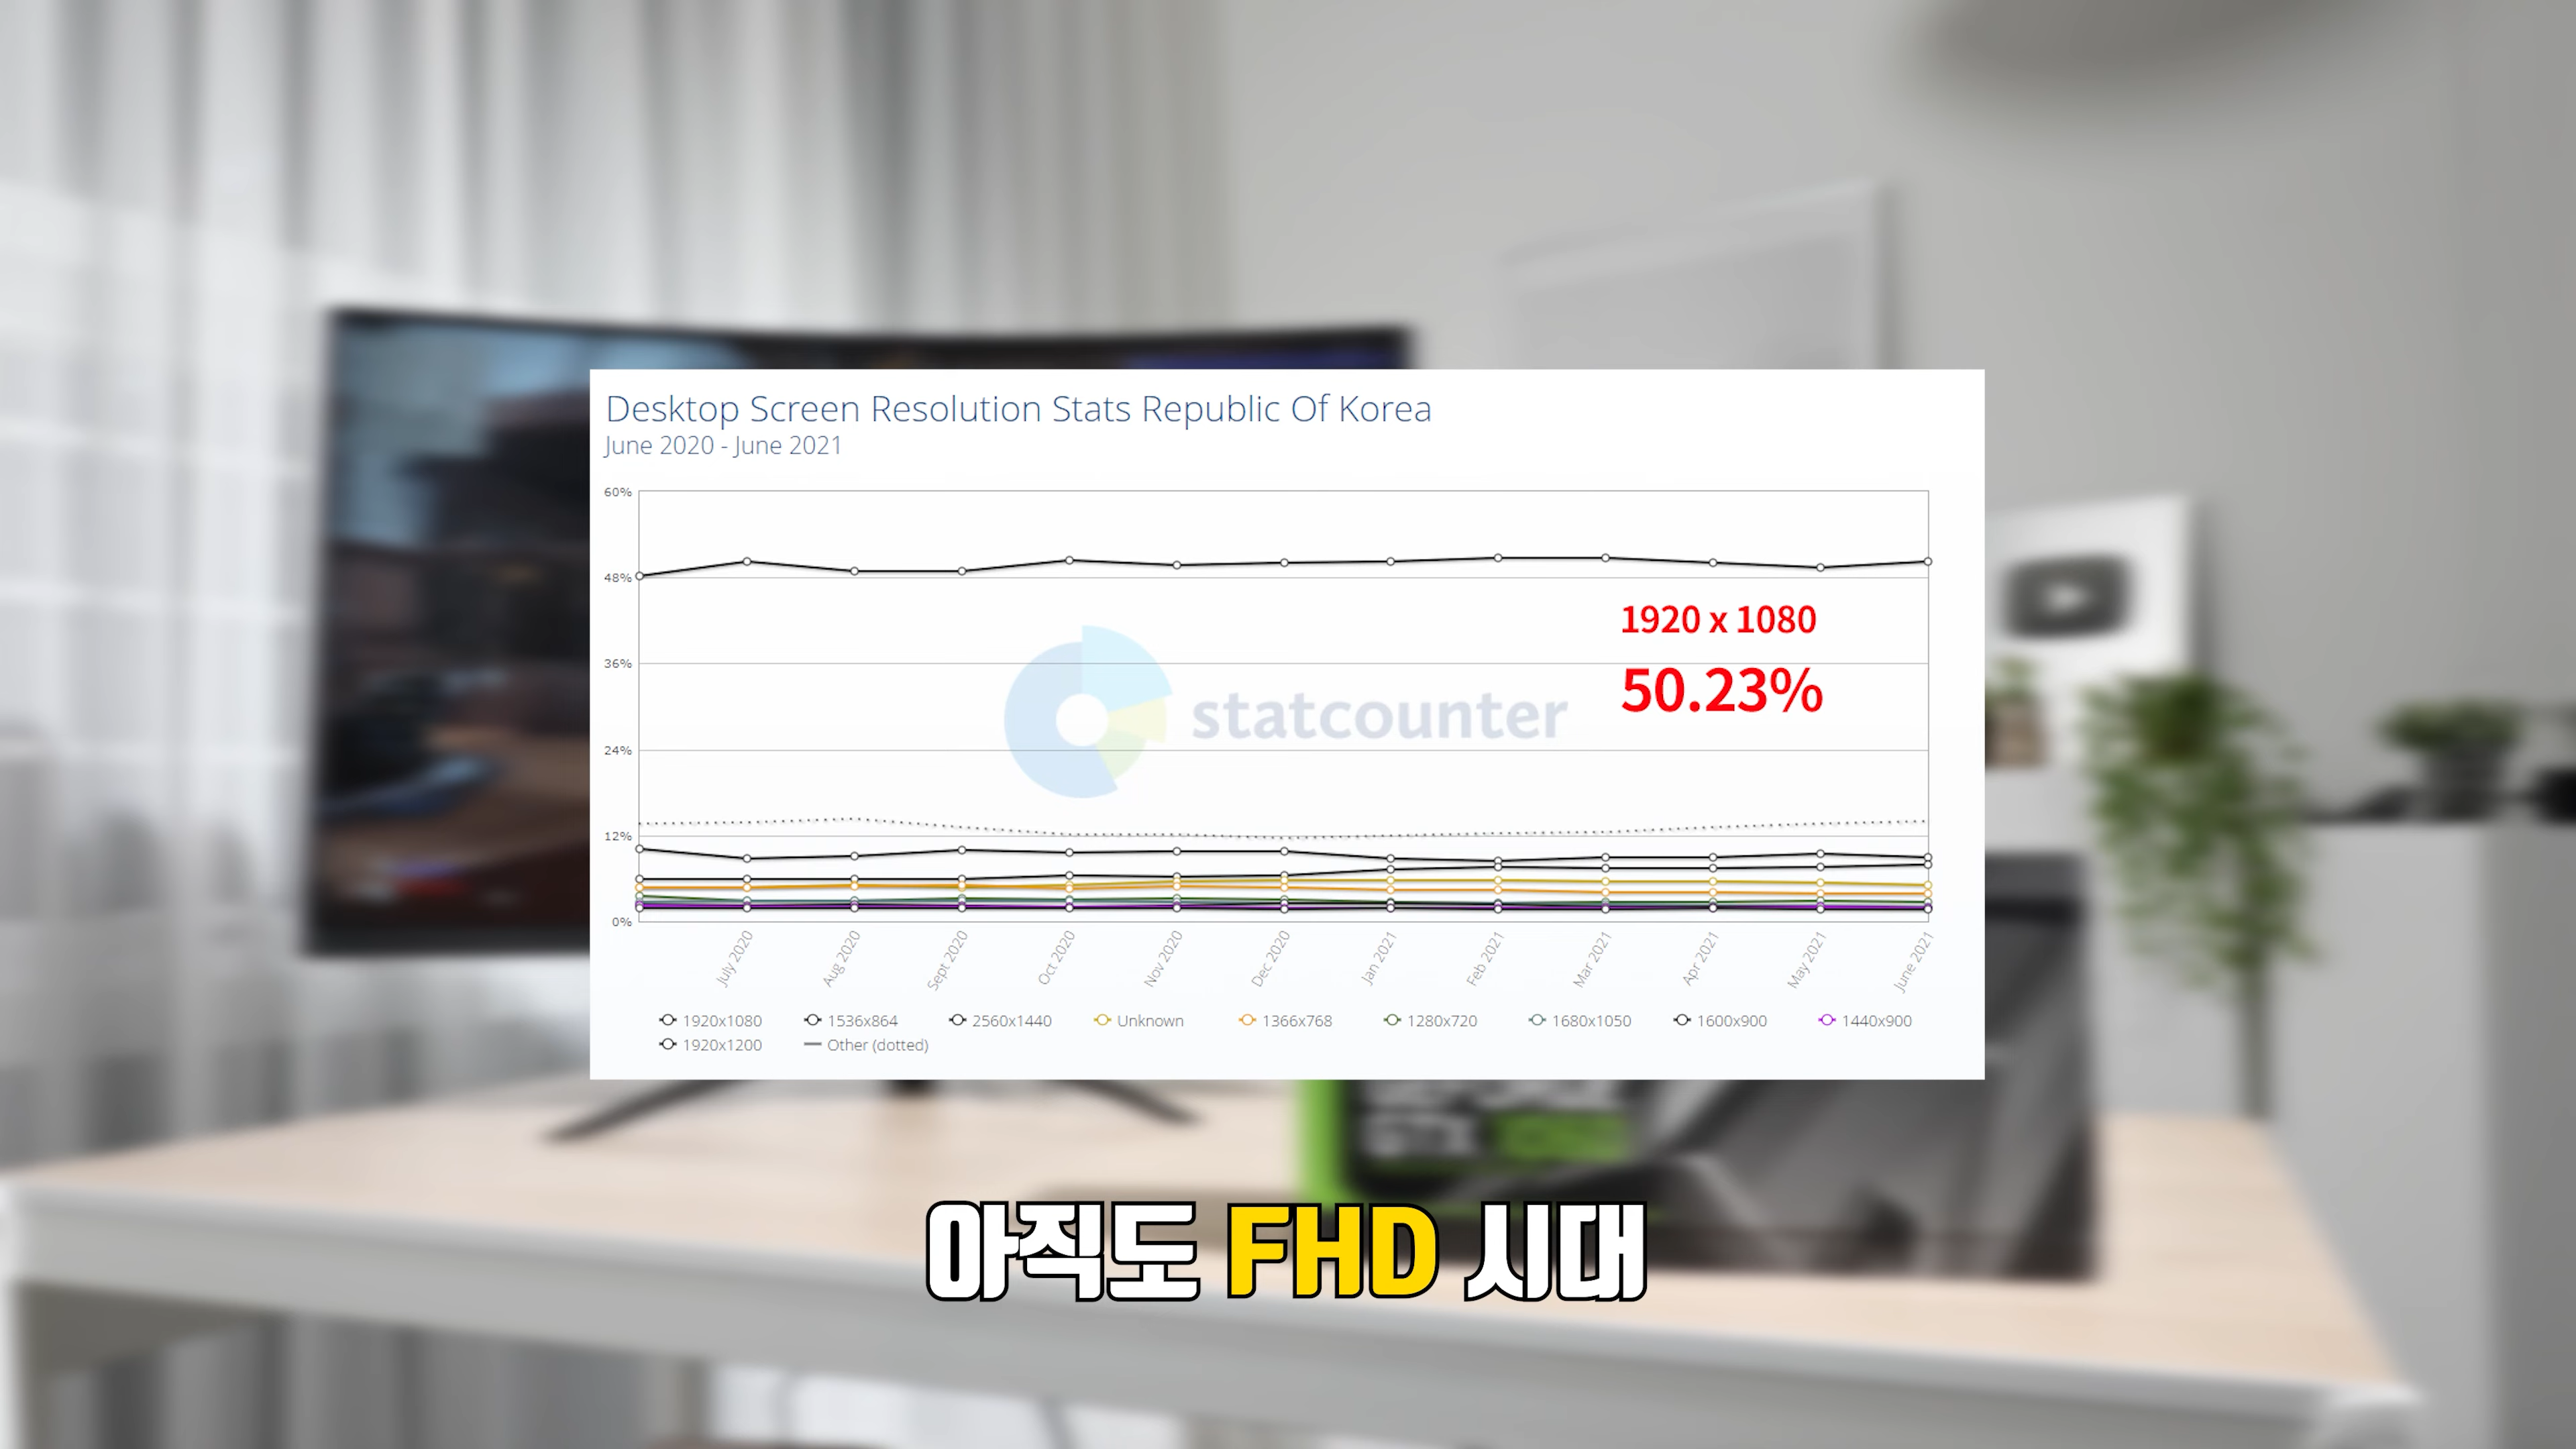 Desktop Screen Resolution Stats Republic Of Korea
June 2020 - June 2021
60%
48%
36%
24%
12%
0%
1920 x 1080
50.23%
statcounter
July 2020
Aug 2020
Sept 2020
Oct 2020
Nov 2020
Dec 2020
Jan 2021
Feb 2021
Mar 2021
Apr 2021
May 2021
June 2021
1920x1080 1536x864 2560x1440 Unknown 1366x768 1280x720 1680x1050 1600x900 1440x900
1920x1200 Other (dotted)
아직도 FHD 시대